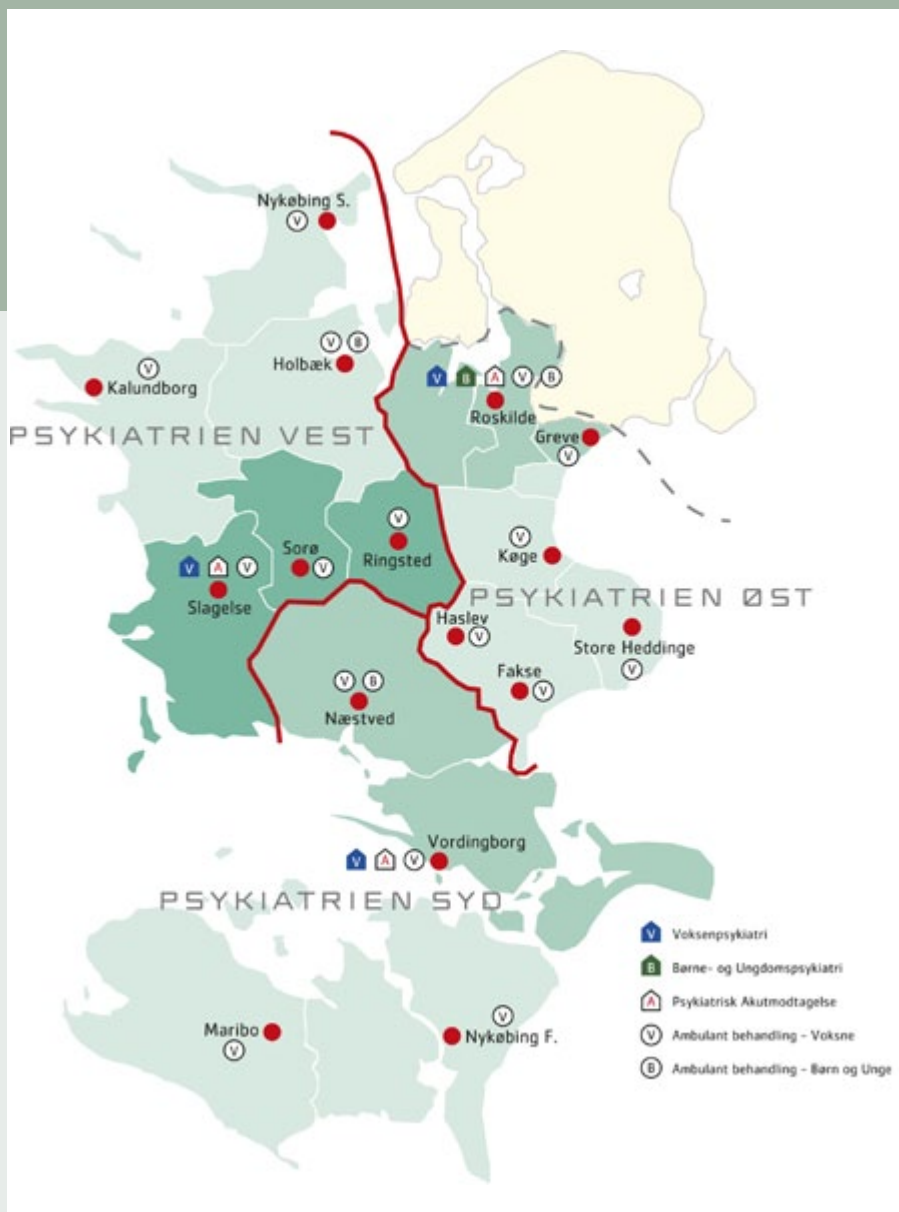 Nykøbing S.
V
V B
Holbæk
V
Kalundborg
V B A V B
Roskilde
PSYKIATRIEN VEST
Greve
V
V
Ringsted
V
Køge
V A V
Slagelse
Sorø
V
PSYKIATRIEN ØST
Haslev
V
Store Heddinge
V
Fakse
V
V B
Næstved
Vordingborg
V A V
PSYKIATRIEN SYD
Maribo
V
V
Nykøbing F.
V Voksenpsykiatri
B Børne- og Ungdomspsykiatri
A Psykiatrisk Akutmodtagelse
V Ambulant behandling - Voksne
B Ambulant behandling - Børn og Unge